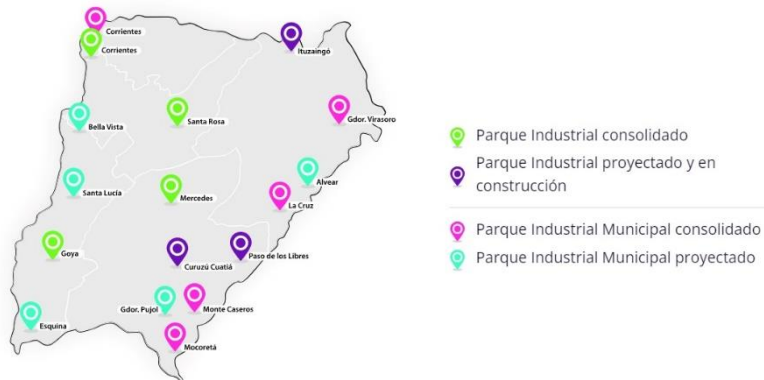 Corrientes
Corrientes
Ituzaingó
Santa Rosa
Gdor. Virasoro
Bella Vista
Alvear
Santa Lucía
Mercedes
La Cruz
Goya
Curuzú Cuatiá
Paso de los Libres
Gdor. Pujol
Monte Caseros
Esquina
Mocoretá
Parque Industrial consolidado
Parque Industrial proyectado y en
construcción
Parque Industrial Municipal consolidado
Parque Industrial Municipal proyectado